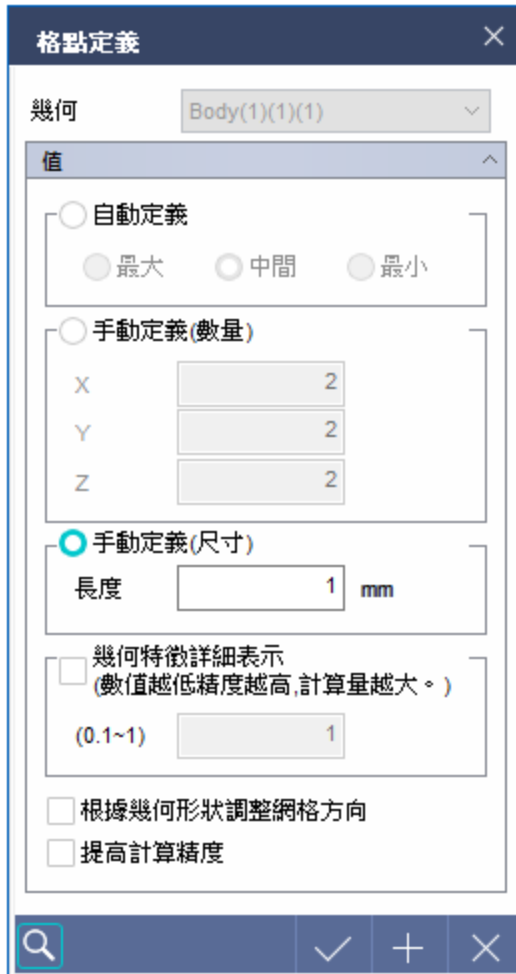 格點定義
幾何 Body(1)(1)(1)
值
自動定義
最大 中間 最小
手動定義(數量)
X 2
Y 2
Z 2
手動定義(尺寸)
長度 1 mm
幾何特徵詳細表示
(數值越低精度越高,計算量越大。)
(0.1~1) 1
根據幾何形狀調整網格方向
提高計算精度